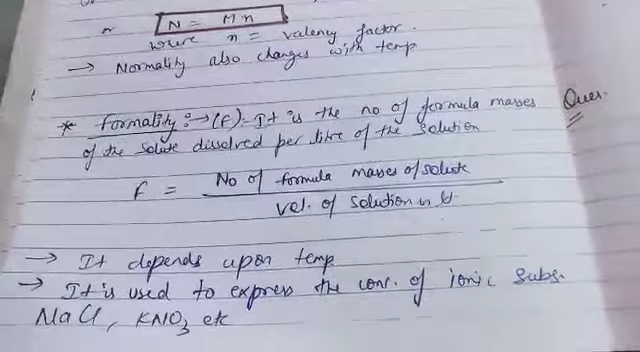 N = Mn
where n = valency factor.
→ Normality also changes with temp
* Formality :→ (F) - It is the no of formula masses
of the solute dissolved per litre of the solution
Ques.
F = No of formula masses of solute
vol. of solution in lt.
→ It depends upon temp
→ It is used to express the conc. of ionic subs.
NaCl, KNO3 etc